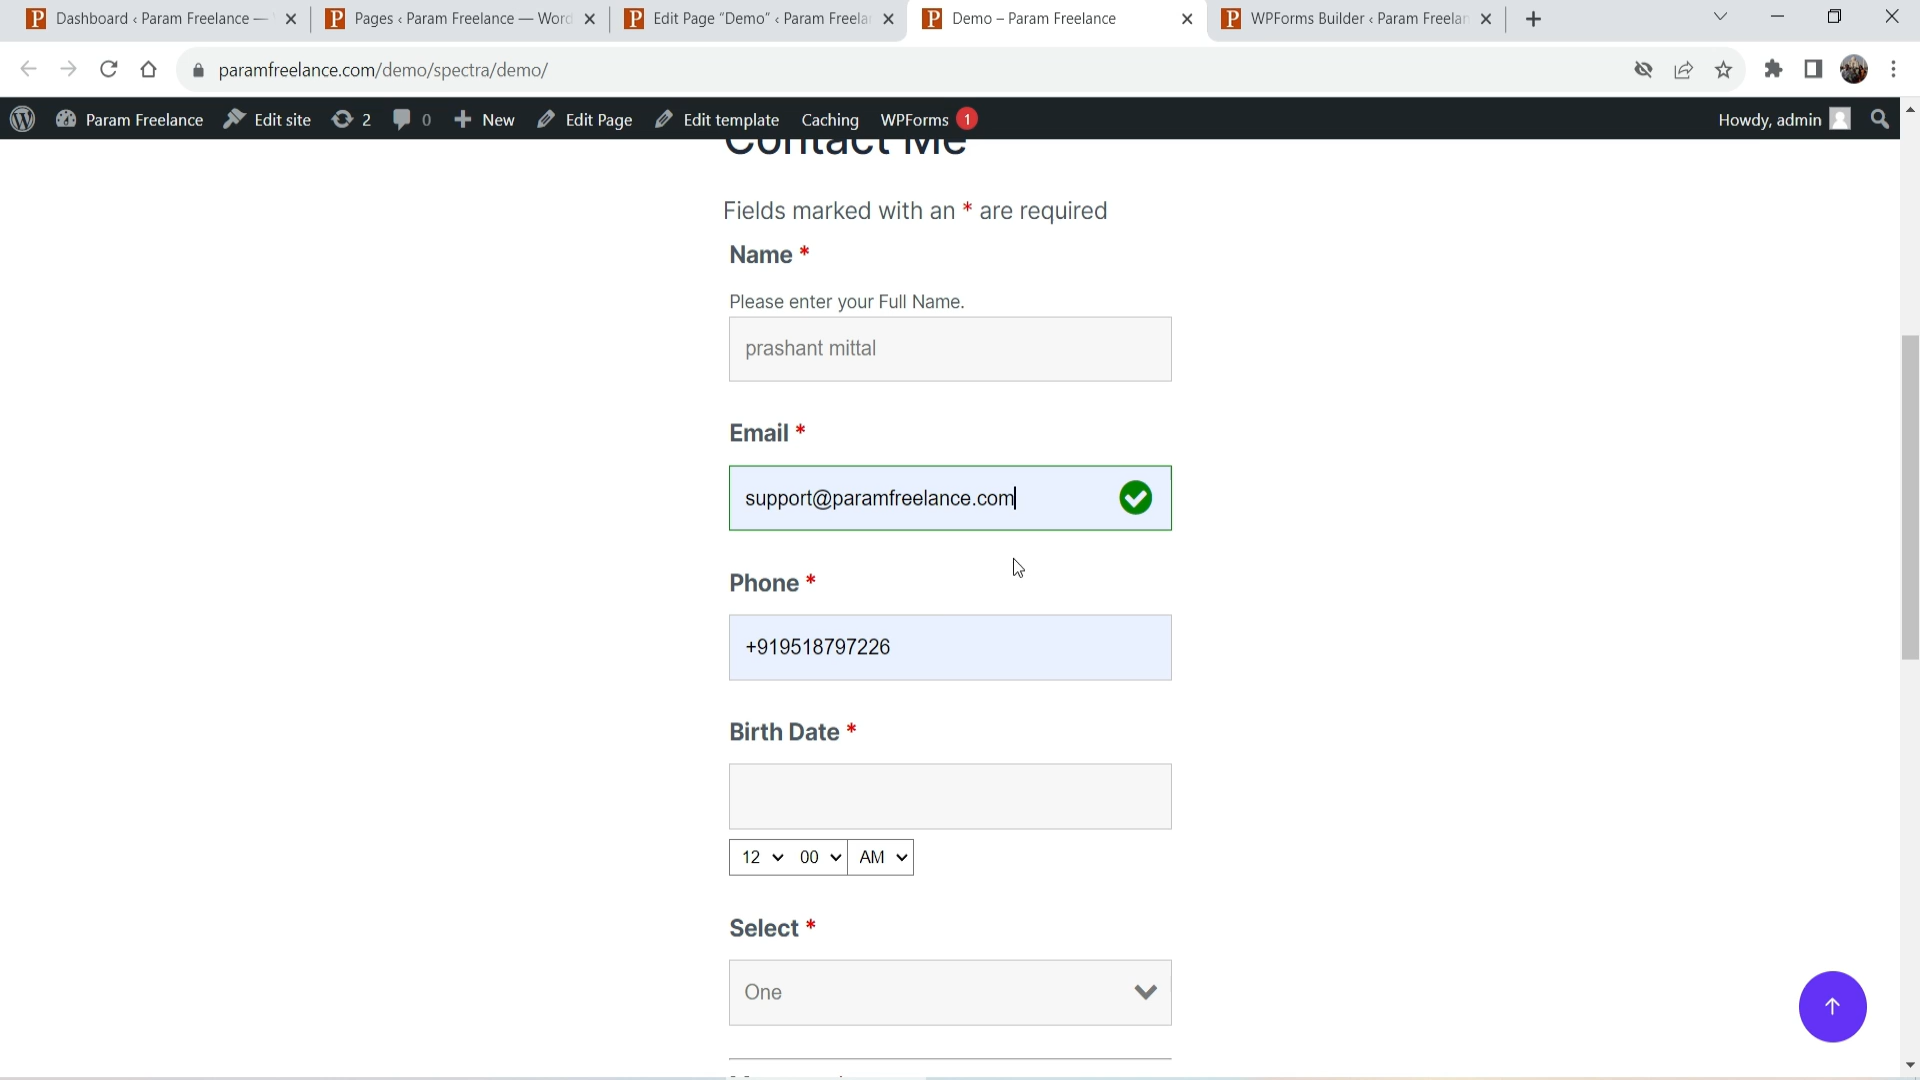 Dashboard ‹ Param Freelance —
Pages ‹ Param Freelance — Word
Edit Page “Demo” ‹ Param Freela
Demo – Param Freelance
WPForms Builder ‹ Param Freelan
paramfreelance.com/demo/spectra/demo/
Param Freelance
Edit site
2
0
New
Edit Page
Edit template
Caching
WPForms 1
Howdy, admin
Contact Me
Fields marked with an * are required
Name *
Please enter your Full Name.
prashant mittal
Email *
support@paramfreelance.com
Phone *
+919518797226
Birth Date *
12 00 AM
Select *
One